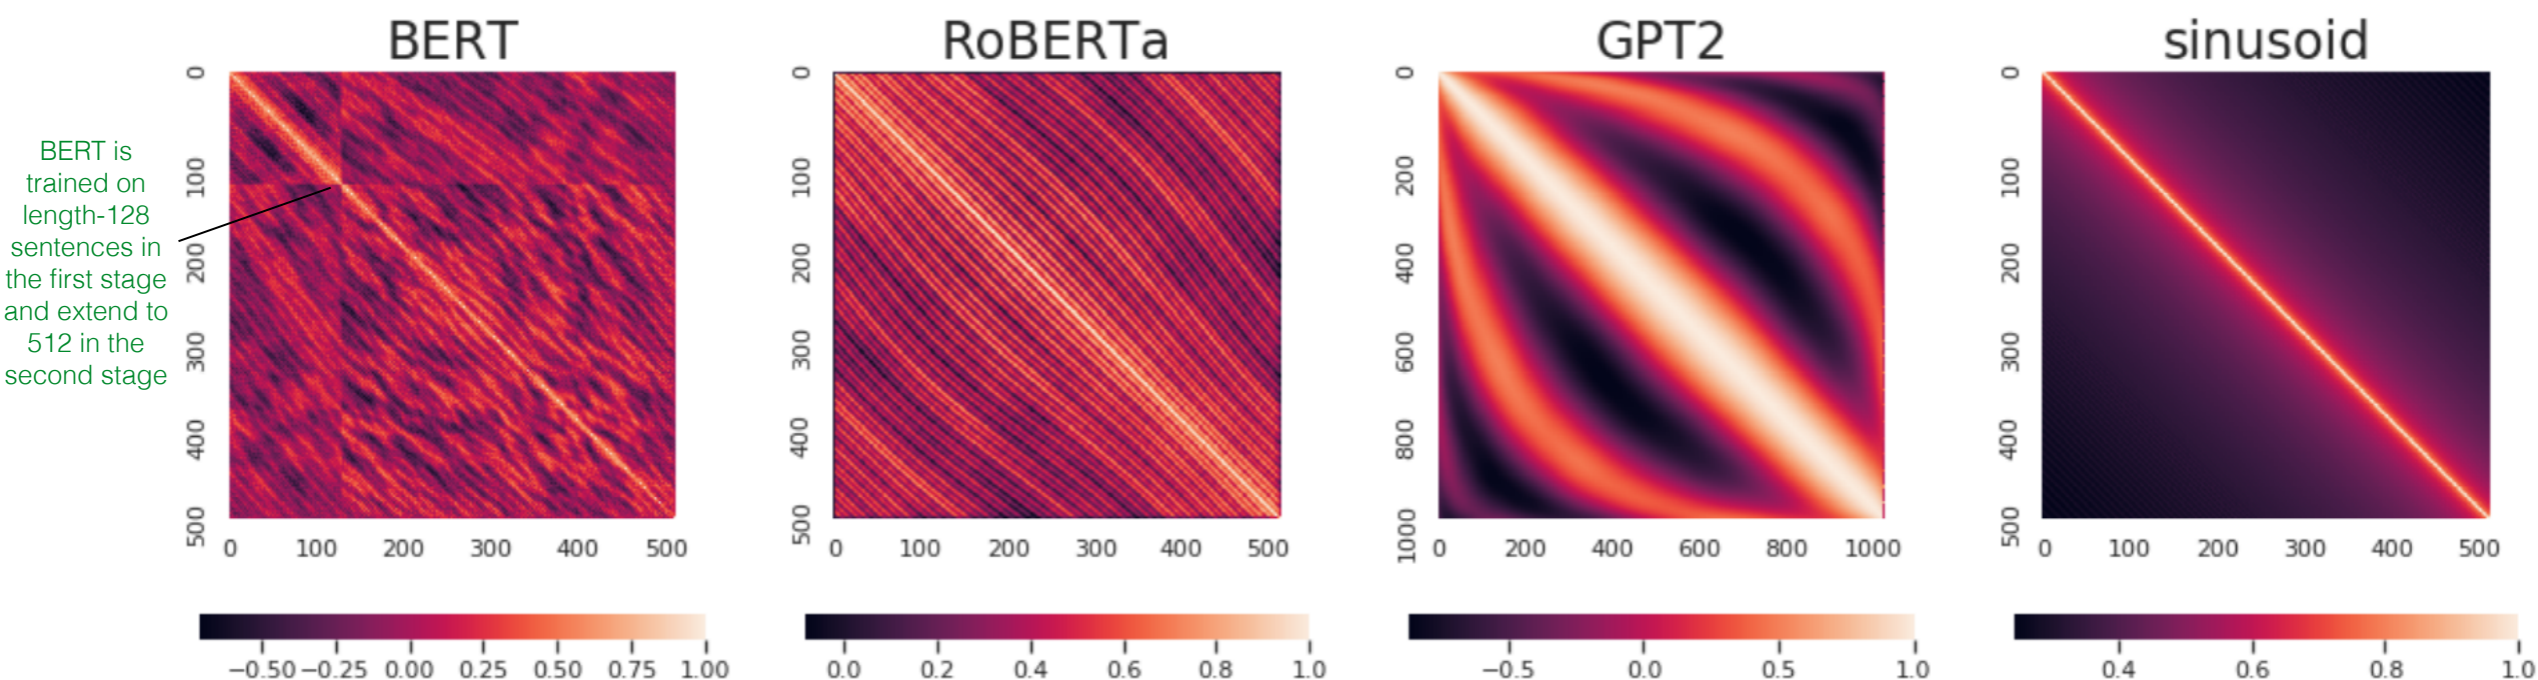 BERT
RoBERTa
GPT2
sinusoid
BERT is
trained on
length-128
sentences in
the first stage
and extend to
512 in the
second stage
0
100
200
300
400
500
0 100 200 300 400 500
−0.50 −0.25 0.00 0.25 0.50 0.75 1.00
0
100
200
300
400
500
0 100 200 300 400 500
0.0 0.2 0.4 0.6 0.8 1.0
0
200
400
600
800
1000
0 200 400 600 800 1000
−0.5 0.0 0.5 1.0
0
100
200
300
400
500
0 100 200 300 400 500
0.4 0.6 0.8 1.0